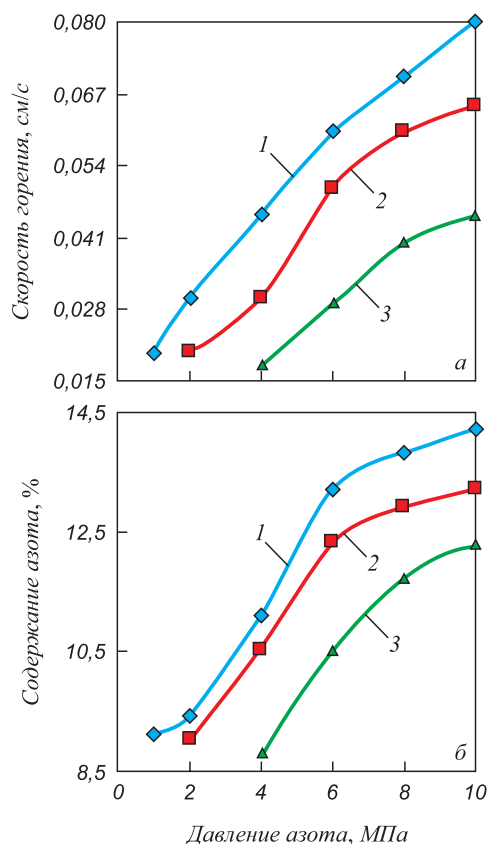 Скорость горения, см/с
0,080
0,067
0,054
0,041
0,028
0,015
1
2
3
а
Содержание азота, %
14,5
12,5
10,5
8,5
1
2
3
б
0 2 4 6 8 10
Давление азота, МПа